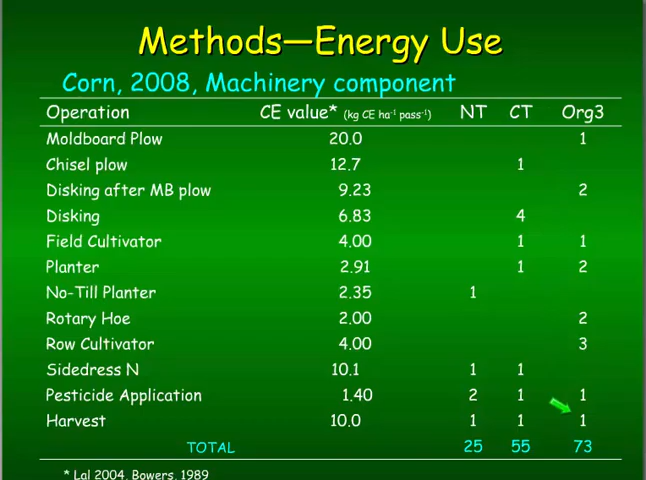 Methods—Energy Use
Corn, 2008, Machinery component
Operation CE value* (kg CE ha⁻¹ pass⁻¹) NT CT Org3
Moldboard Plow 20.0 1
Chisel plow 12.7 1
Disking after MB plow 9.23 2
Disking 6.83 4
Field Cultivator 4.00 1 1
Planter 2.91 1 2
No-Till Planter 2.35 1
Rotary Hoe 2.00 2
Row Cultivator 4.00 3
Sidedress N 10.1 1 1
Pesticide Application 1.40 2 1 1
Harvest 10.0 1 1 1
TOTAL 25 55 73
* Lal 2004, Bowers, 1989